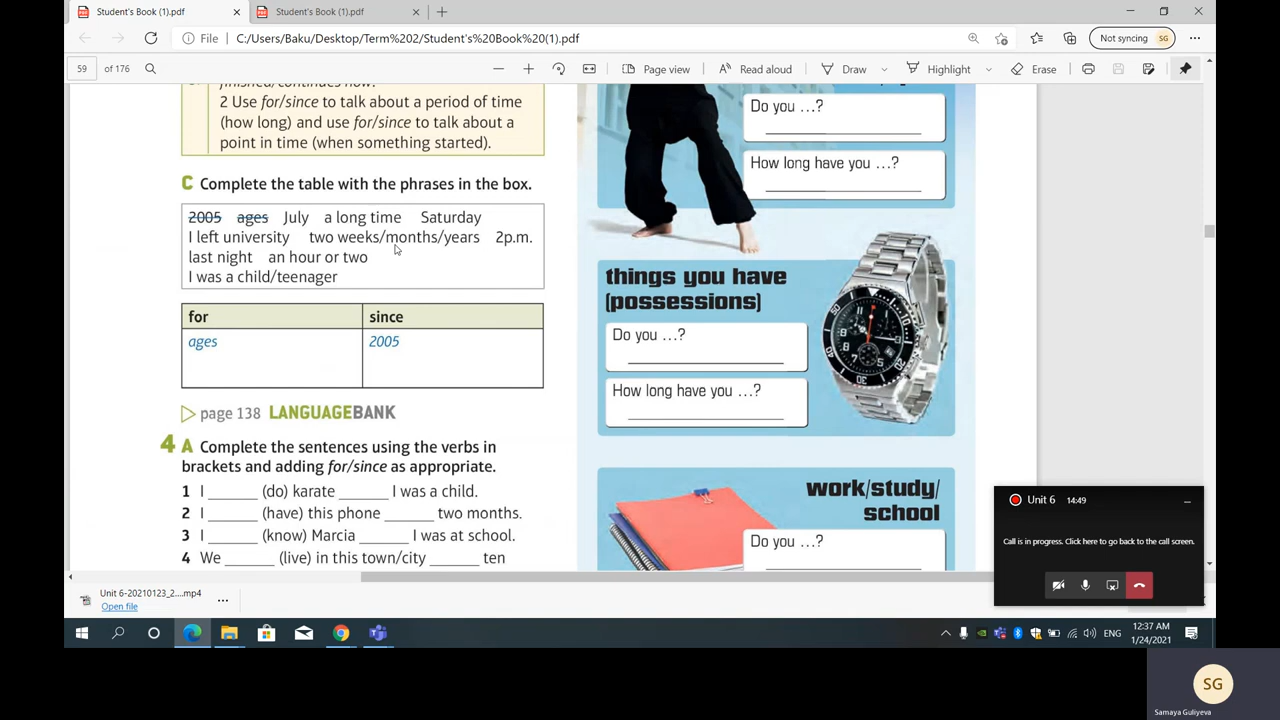 Student's Book (1).pdf
Student's Book (1).pdf
File C:/Users/Baku/Desktop/Term%202/Student's%20Book%20(1).pdf
Not syncing SG
59 of 176
Page view
Read aloud
Draw
Highlight
Erase
2 Use for/since to talk about a period of time
(how long) and use for/since to talk about a
point in time (when something started).
C Complete the table with the phrases in the box.
2005 ages July a long time Saturday
I left university two weeks/months/years 2p.m.
last night an hour or two
I was a child/teenager
for since
ages 2005
page 138 LANGUAGEBANK
4 A Complete the sentences using the verbs in
brackets and adding for/since as appropriate.
1 I ______ (do) karate ______ I was a child.
2 I ______ (have) this phone ______ two months.
3 I ______ (know) Marcia ______ I was at school.
4 We ______ (live) in this town/city ______ ten
Do you ...?
How long have you ...?
things you have
(possessions)
Do you ...?
How long have you ...?
work/study/
school
Do you ...?
Unit 6 14:49
Call is in progress. Click here to go back to the call screen.
Unit 6-20210123_2....mp4
Open file
ENG
12:37 AM
1/24/2021
SG
Samaya Guliyeva